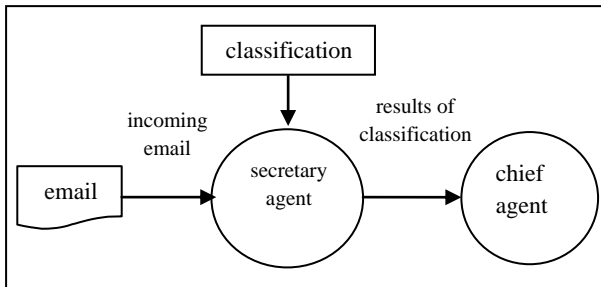 classification
incoming
email
results of
classification
email
secretary
agent
chief
agent